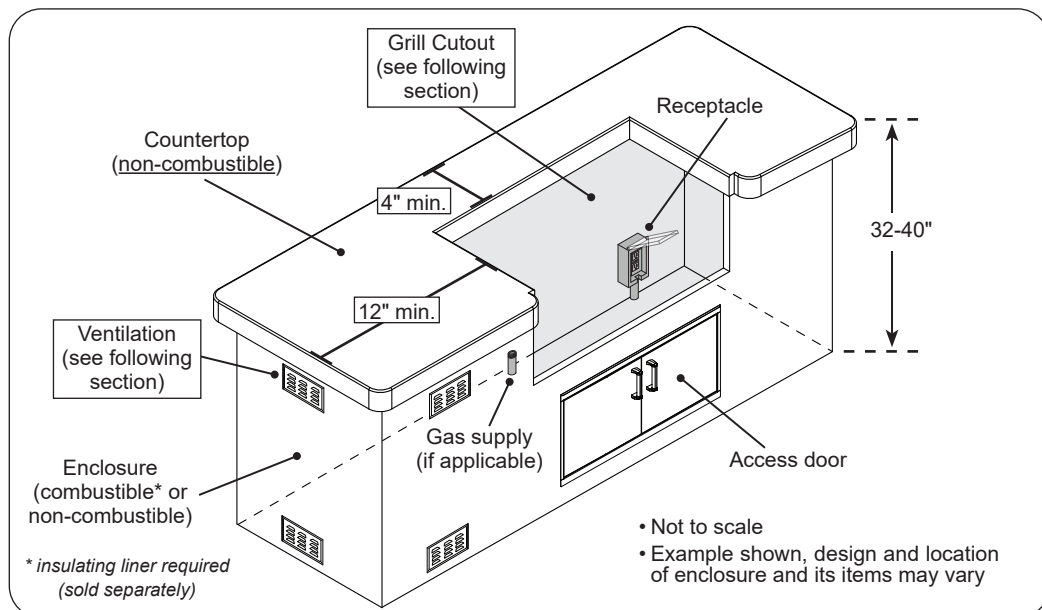 Grill Cutout
(see following
section)
Receptacle
Countertop
(non-combustible)
4" min.
32-40"
12" min.
Ventilation
(see following
section)
Gas supply
(if applicable)
Access door
Enclosure
(combustible* or
non-combustible)
* insulating liner required
(sold separately)
• Not to scale
• Example shown, design and location
of enclosure and its items may vary